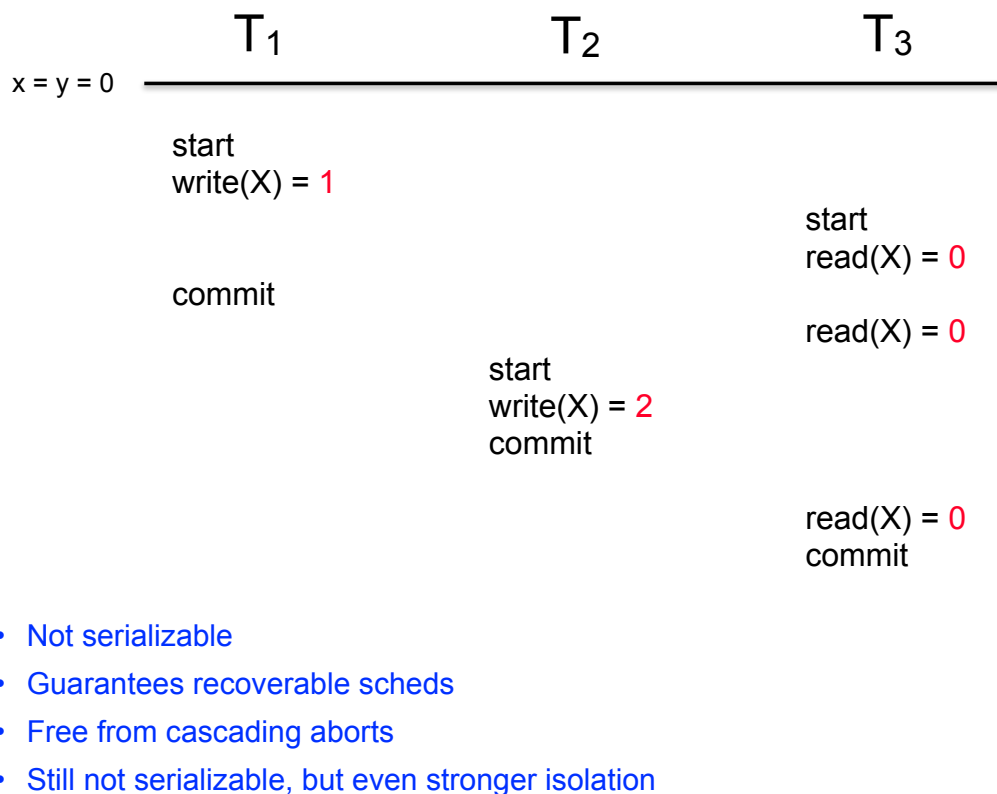 T1 T2 T3
x = y = 0
start
write(X) = 1
start
read(X) = 0
commit
read(X) = 0
start
write(X) = 2
commit
read(X) = 0
commit
• Not serializable
• Guarantees recoverable scheds
• Free from cascading aborts
• Still not serializable, but even stronger isolation